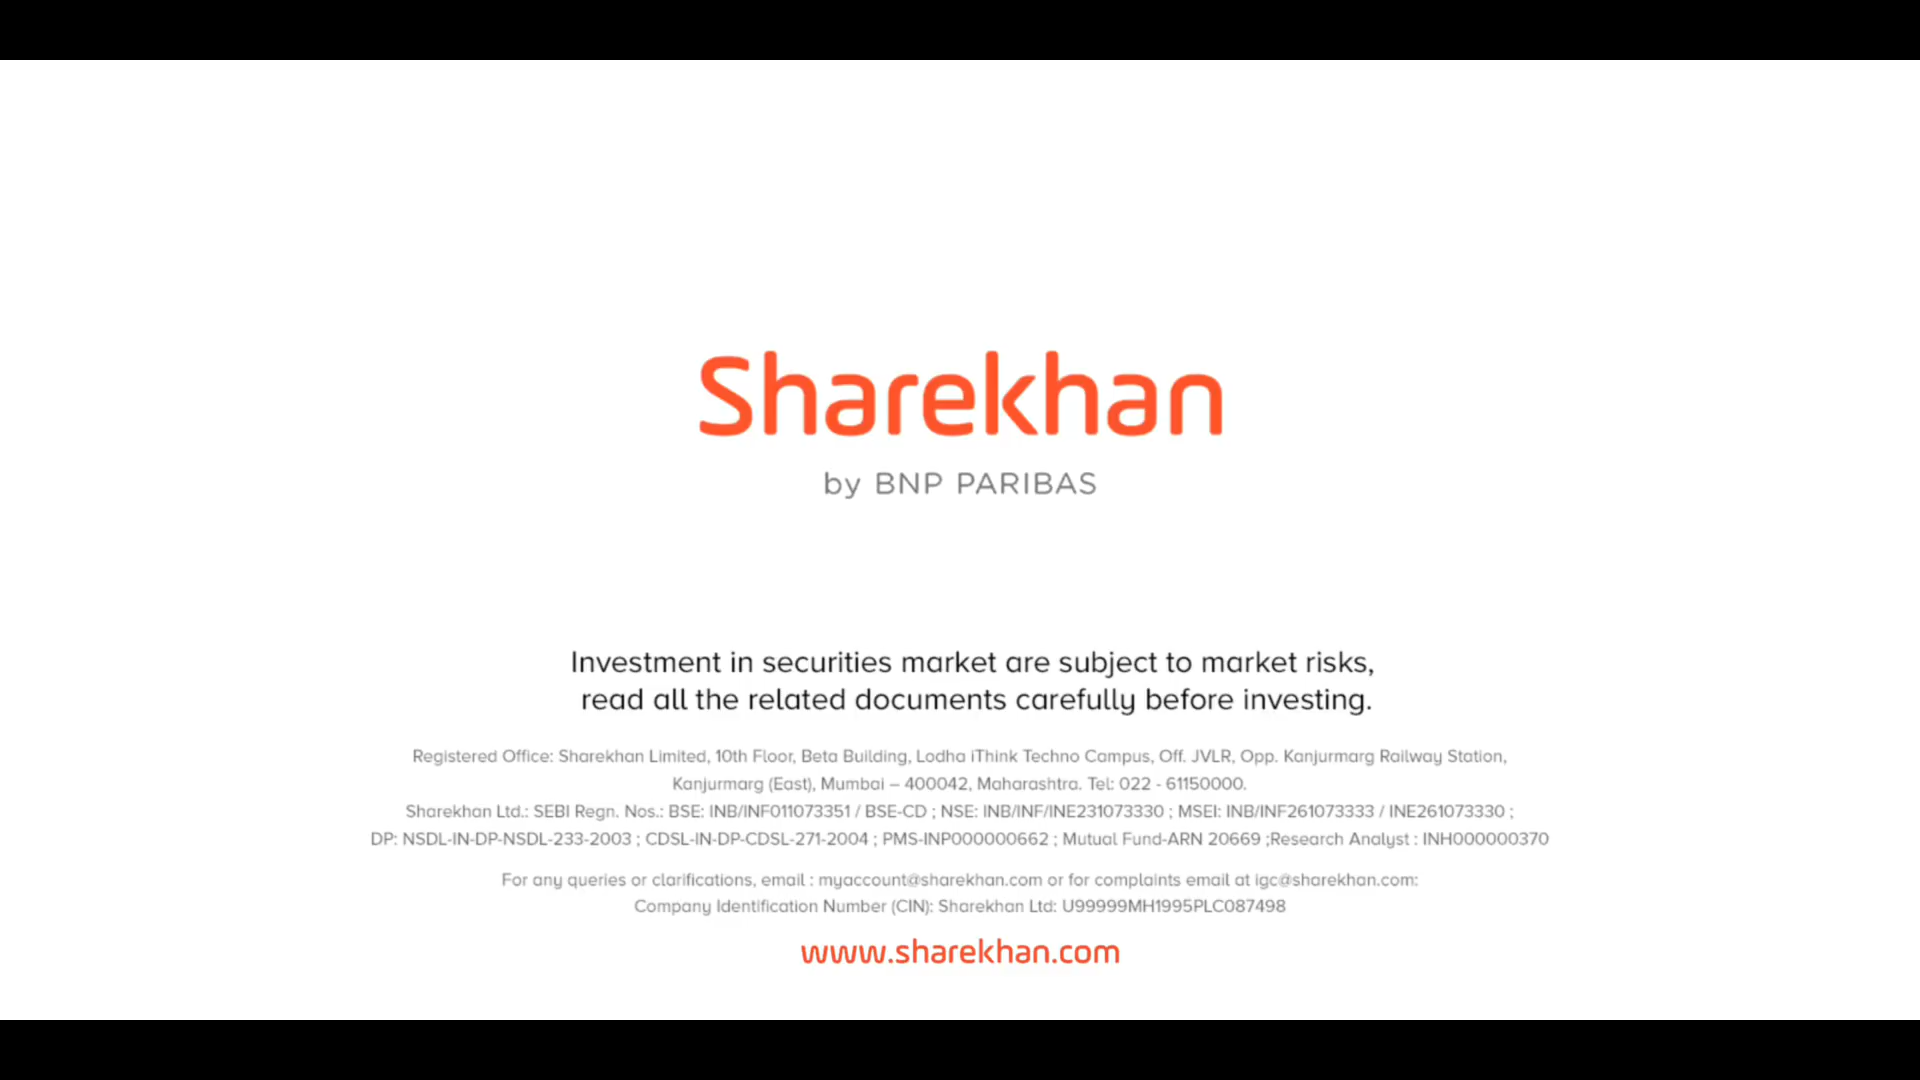 Sharekhan
by BNP PARIBAS
Investment in securities market are subject to market risks,
read all the related documents carefully before investing.
Registered Office: Sharekhan Limited, 10th Floor, Beta Building, Lodha iThink Techno Campus, Off. JVLR, Opp. Kanjurmarg Railway Station,
Kanjurmarg (East), Mumbai – 400042, Maharashtra. Tel: 022 - 61150000.
Sharekhan Ltd.: SEBI Regn. Nos.: BSE: INB/INF011073351 / BSE-CD ; NSE: INB/INF/INE231073330 ; MSEI: INB/INF261073333 / INE261073330 ;
DP: NSDL-IN-DP-NSDL-233-2003 ; CDSL-IN-DP-CDSL-271-2004 ; PMS-INP000000662 ; Mutual Fund-ARN 20669 ;Research Analyst : INH000000370
For any queries or clarifications, email : myaccount@sharekhan.com or for complaints email at igc@sharekhan.com:
Company Identification Number (CIN): Sharekhan Ltd: U99999MH1995PLC087498
www.sharekhan.com